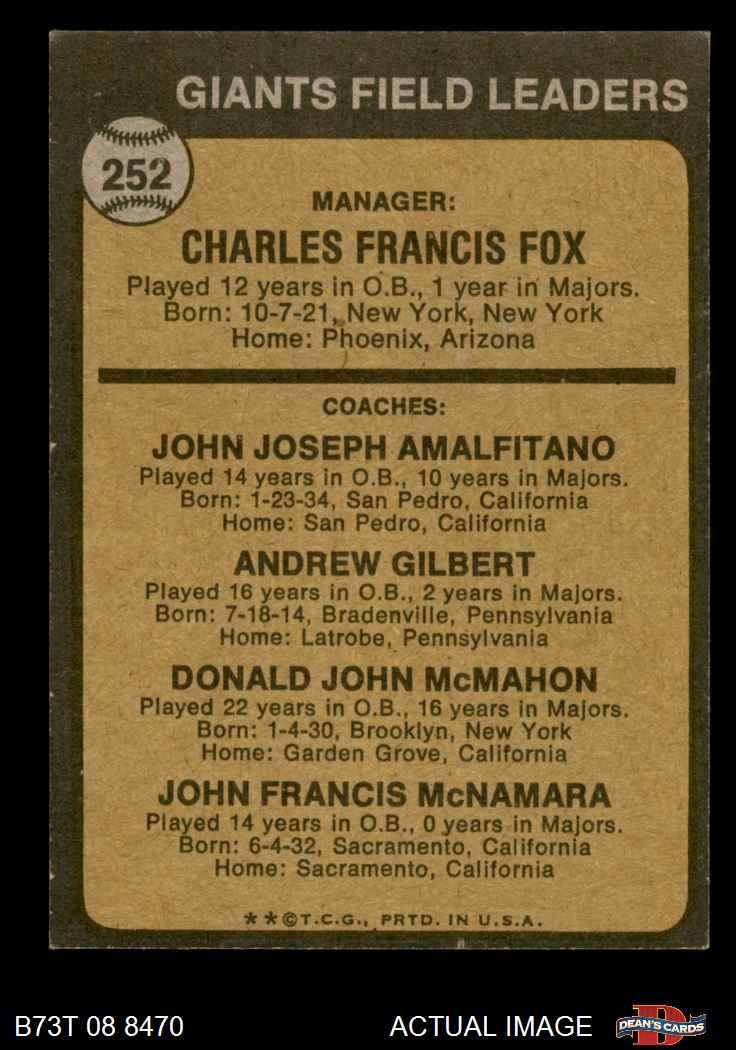 GIANTS FIELD LEADERS
252
MANAGER:
CHARLES FRANCIS FOX
Played 12 years in O.B., 1 year in Majors.
Born: 10-7-21, New York, New York
Home: Phoenix, Arizona
COACHES:
JOHN JOSEPH AMALFITANO
Played 14 years in O.B., 10 years in Majors.
Born: 1-23-34, San Pedro, California
Home: San Pedro, California
ANDREW GILBERT
Played 16 years in O.B., 2 years in Majors.
Born: 7-18-14, Bradenville, Pennsylvania
Home: Latrobe, Pennsylvania
DONALD JOHN McMAHON
Played 22 years in O.B., 16 years in Majors.
Born: 1-4-30, Brooklyn, New York
Home: Garden Grove, California
JOHN FRANCIS McNAMARA
Played 14 years in O.B., 0 years in Majors.
Born: 6-4-32, Sacramento, California
Home: Sacramento, California
**©T.C.G., PRTD. IN U.S.A.
B73T 08 8470 ACTUAL IMAGE D DEAN'S CARDS